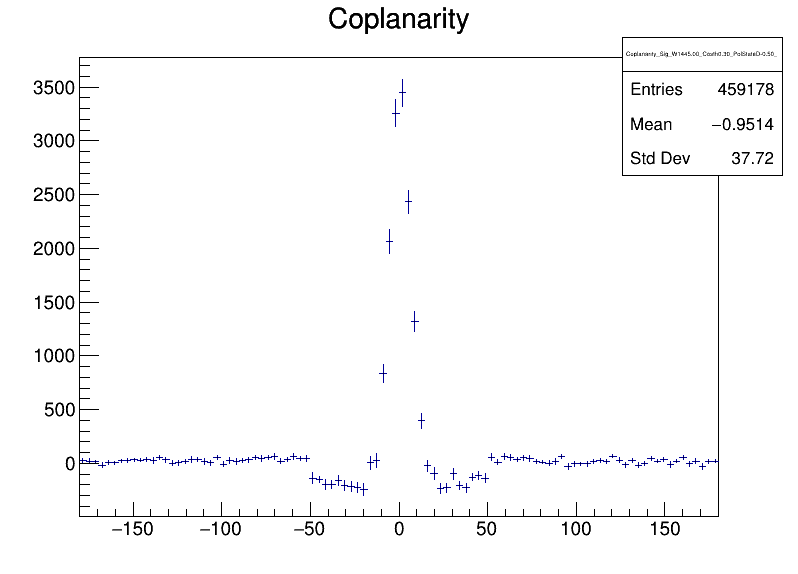 Coplanarity
Coplanarity_Sig_W1445.00_Costh0.30_PolStateD-0.50_
Entries 459178
Mean −0.9514
Std Dev 37.72
3500
3000
2500
2000
1500
1000
500
0
−150 −100 −50 0 50 100 150